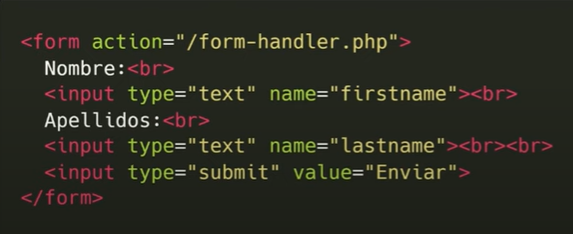 <form action="/form-handler.php">
Nombre:<br>
<input type="text" name="firstname"><br>
Apellidos:<br>
<input type="text" name="lastname"><br><br>
<input type="submit" value="Enviar">
</form>